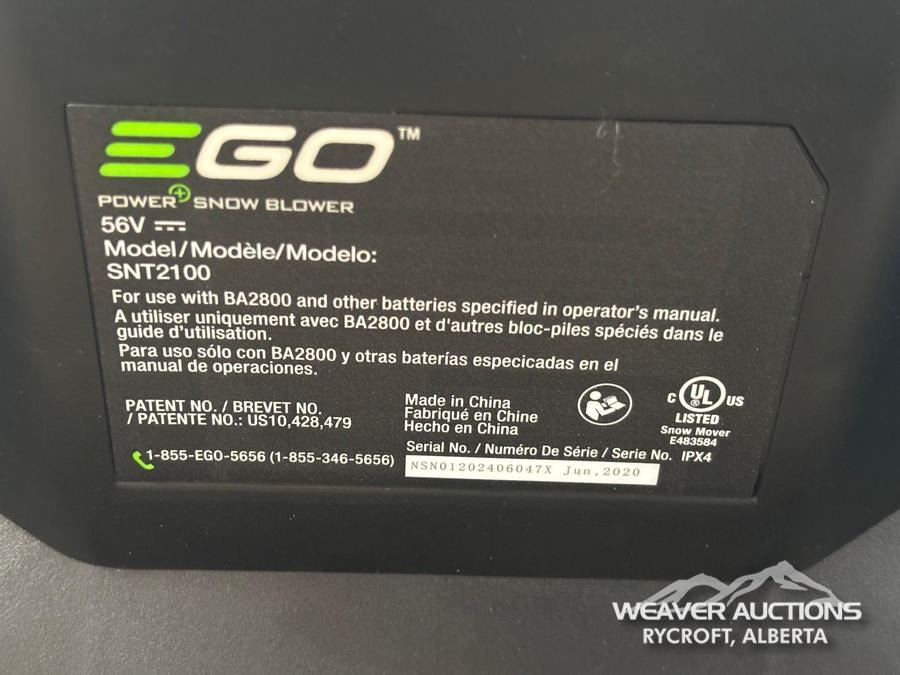 EGO™
POWER+ SNOW BLOWER
56V
Model/Modèle/Modelo:
SNT2100
For use with BA2800 and other batteries specified in operator's manual.
A utiliser uniquement avec BA2800 et d'autres bloc-piles spéciés dans le
guide d'utilisation.
Para uso sólo con BA2800 y otras baterías especicadas en el
manual de operaciones.
PATENT NO. / BREVET NO.
/ PATENTE NO.: US10,428,479
1-855-EGO-5656 (1-855-346-5656)
Made in China
Fabriqué en Chine
Hecho en China
C UL® US
LISTED
Snow Mover
E483584
Serial No. / Numéro De Série / Serie No. IPX4
NSN01202406047X Jun,2020
WEAVER AUCTIONS
RYCROFT, ALBERTA